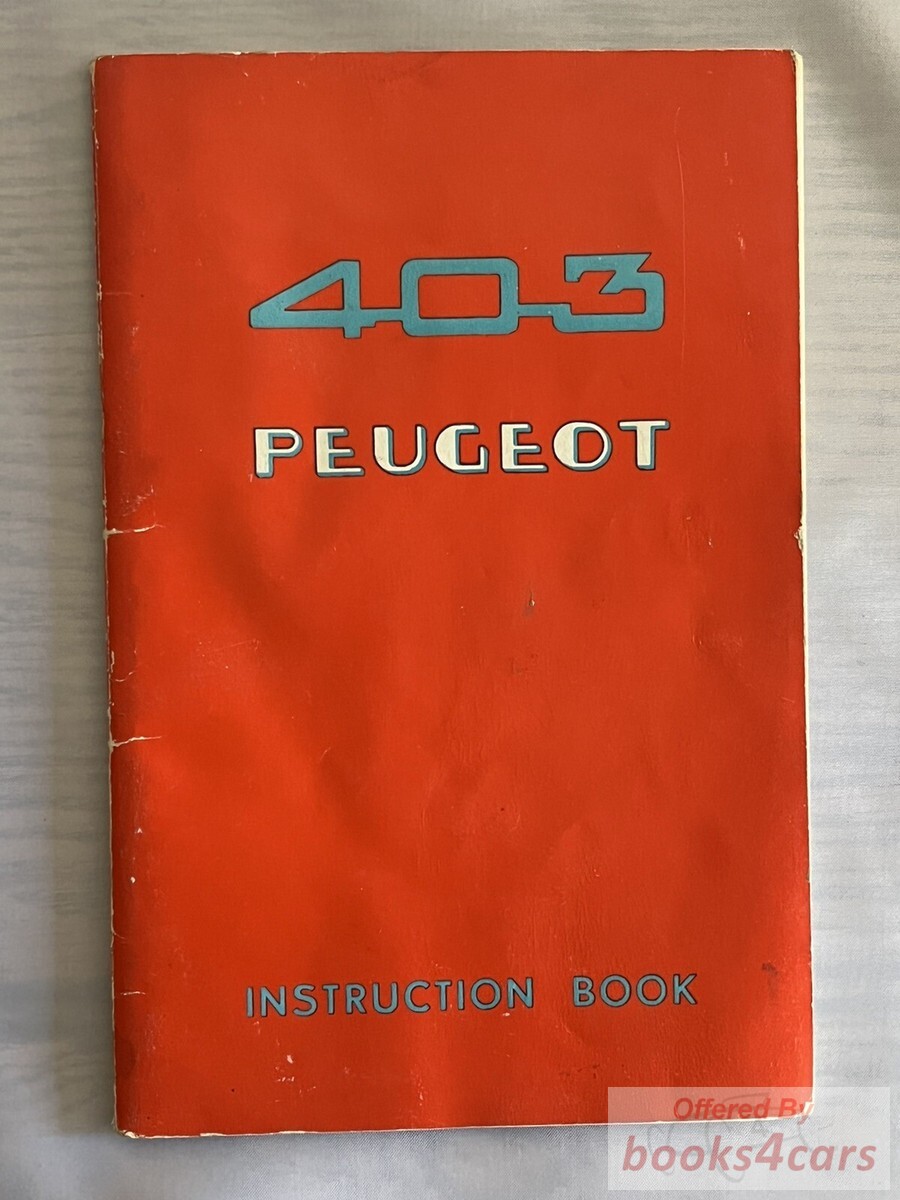 403
PEUGEOT
INSTRUCTION BOOK
Offered By
books4cars